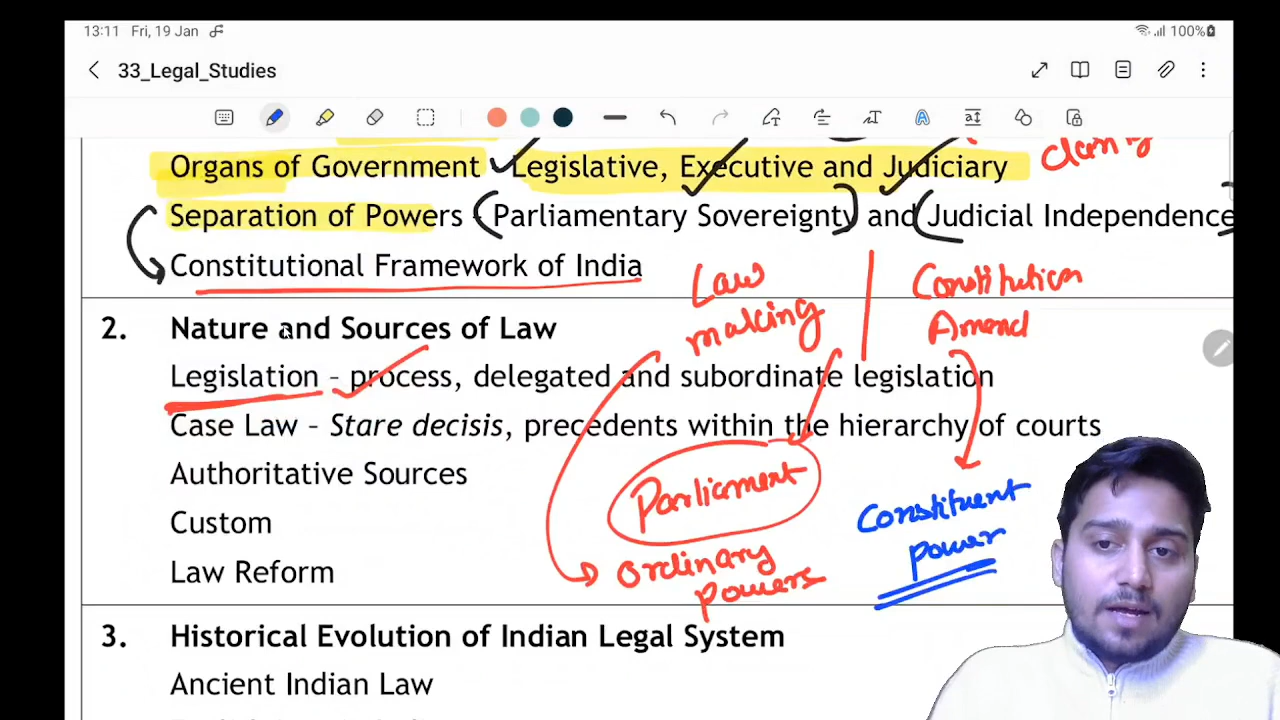 13:11 Fri, 19 Jan
100%
33_Legal_Studies
Organs of Government Legislative, Executive and Judiciary
clarity
Separation of Powers - (Parliamentary Sovereignty) and (Judicial Independence
Constitutional Framework of India
Law making
Constitution Amend
2. Nature and Sources of Law
Legislation – process, delegated and subordinate legislation
Case Law – Stare decisis, precedents within the hierarchy of courts
Authoritative Sources
Parliament
Constituent power
Custom
Ordinary powers
Law Reform
3. Historical Evolution of Indian Legal System
Ancient Indian Law